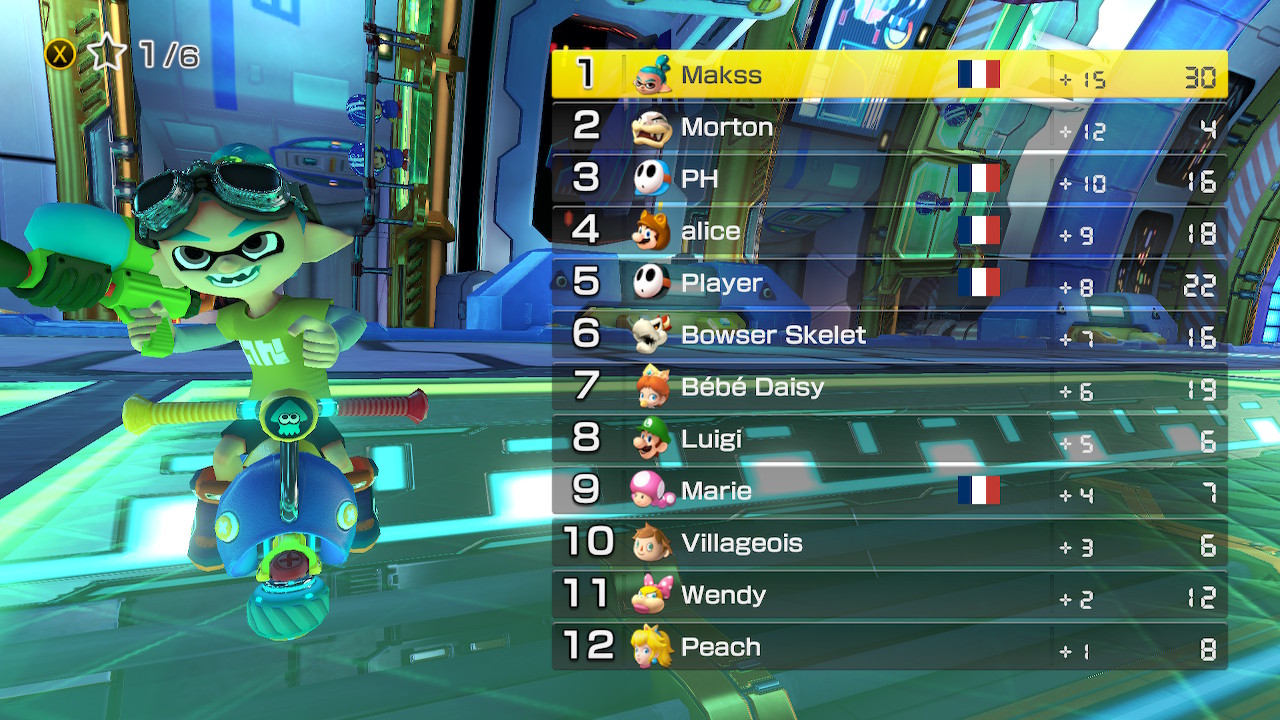 X 1/6
1 Makss +15 30
2 Morton +12 4
3 PH +10 16
4 alice +9 18
5 Player +8 22
6 Bowser Skelet +7 16
7 Bébé Daisy +6 19
8 Luigi +5 6
9 Marie +4 7
10 Villageois +3 6
11 Wendy +2 12
12 Peach +1 8